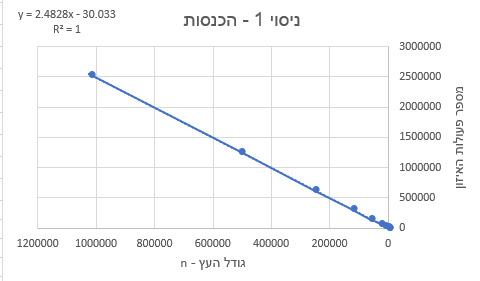 ניסוי 1 - הכנסות
y = 2.4828x - 30.033
R² = 1
3000000
2500000
2000000
1500000
1000000
500000
0
מספר פעולות האיזון
1200000 1000000 800000 600000 400000 200000 0
גודל העץ - n